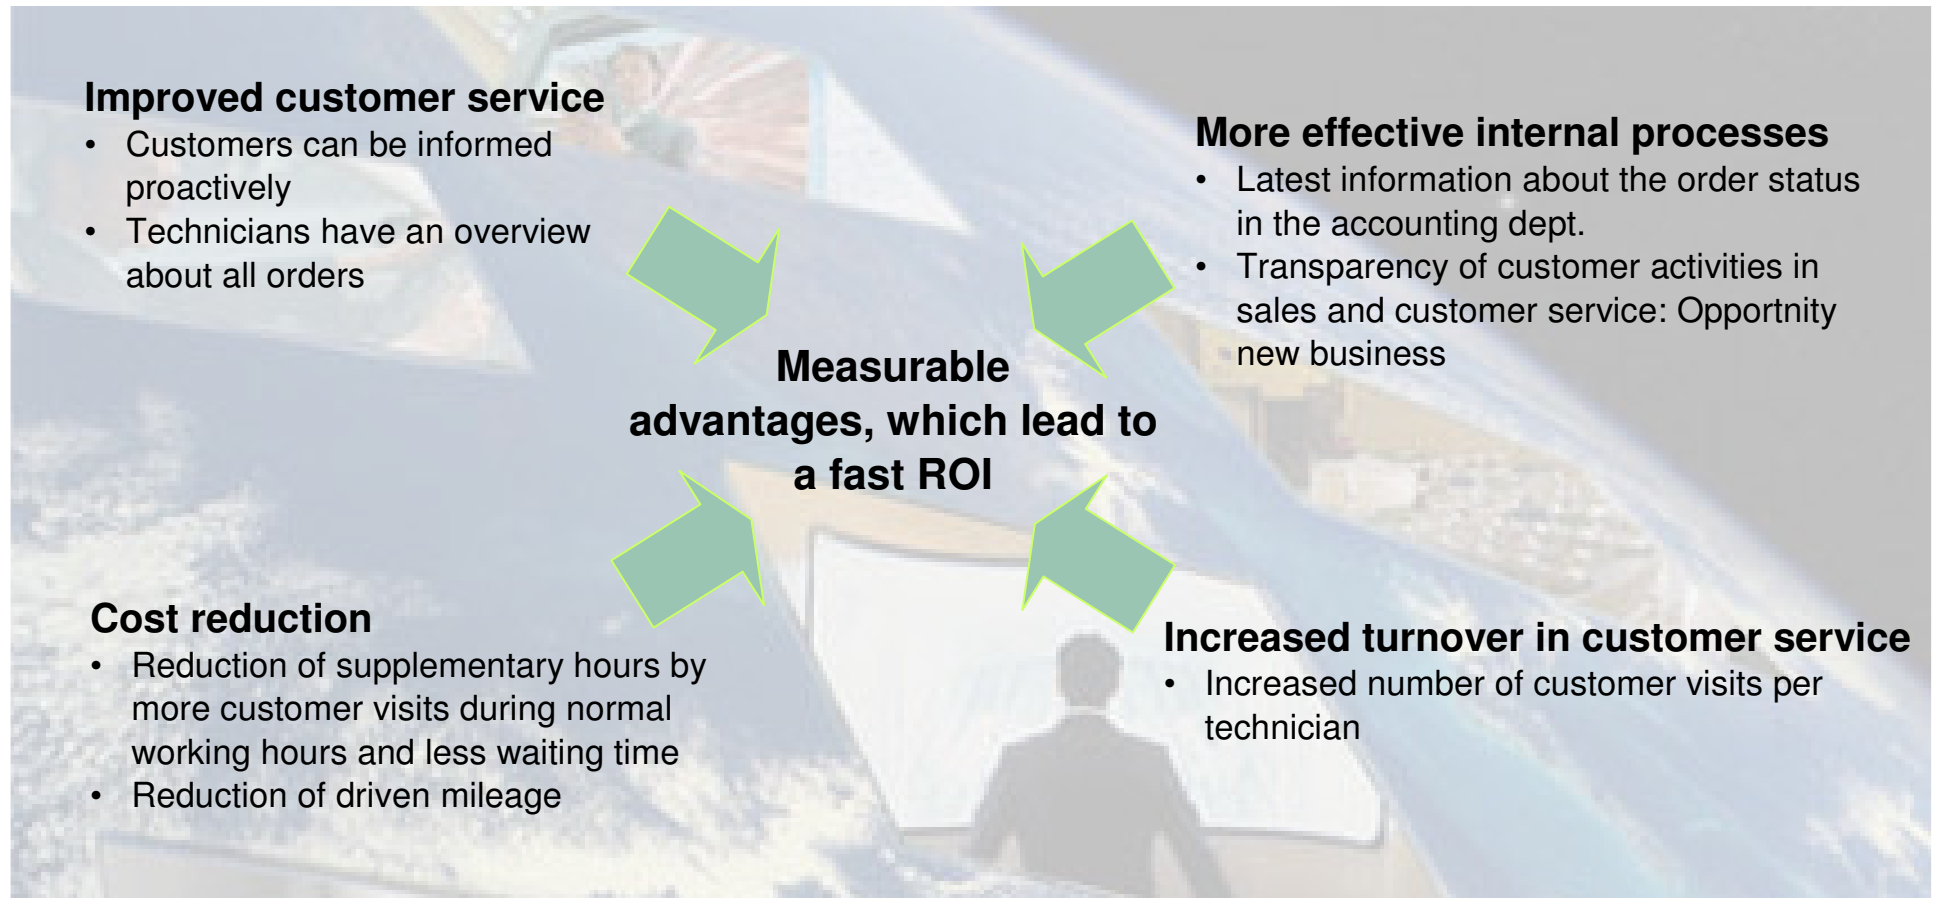 Improved customer service
• Customers can be informed
proactively
• Technicians have an overview
about all orders
More effective internal processes
• Latest information about the order status
in the accounting dept.
• Transparency of customer activities in
sales and customer service: Opportnity
new business
Measurable
advantages, which lead to
a fast ROI
Cost reduction
• Reduction of supplementary hours by
more customer visits during normal
working hours and less waiting time
• Reduction of driven mileage
Increased turnover in customer service
• Increased number of customer visits per
technician